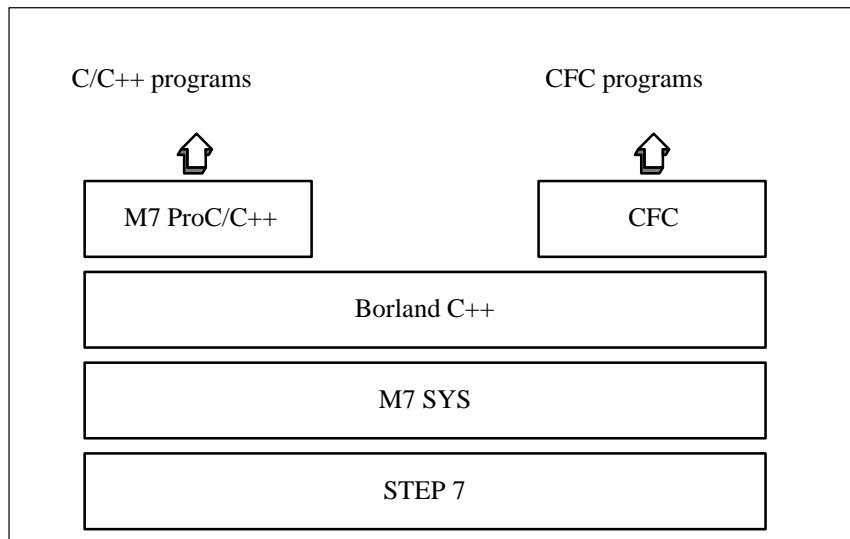 C/C++ programs
CFC programs
M7 ProC/C++
CFC
Borland C++
M7 SYS
STEP 7